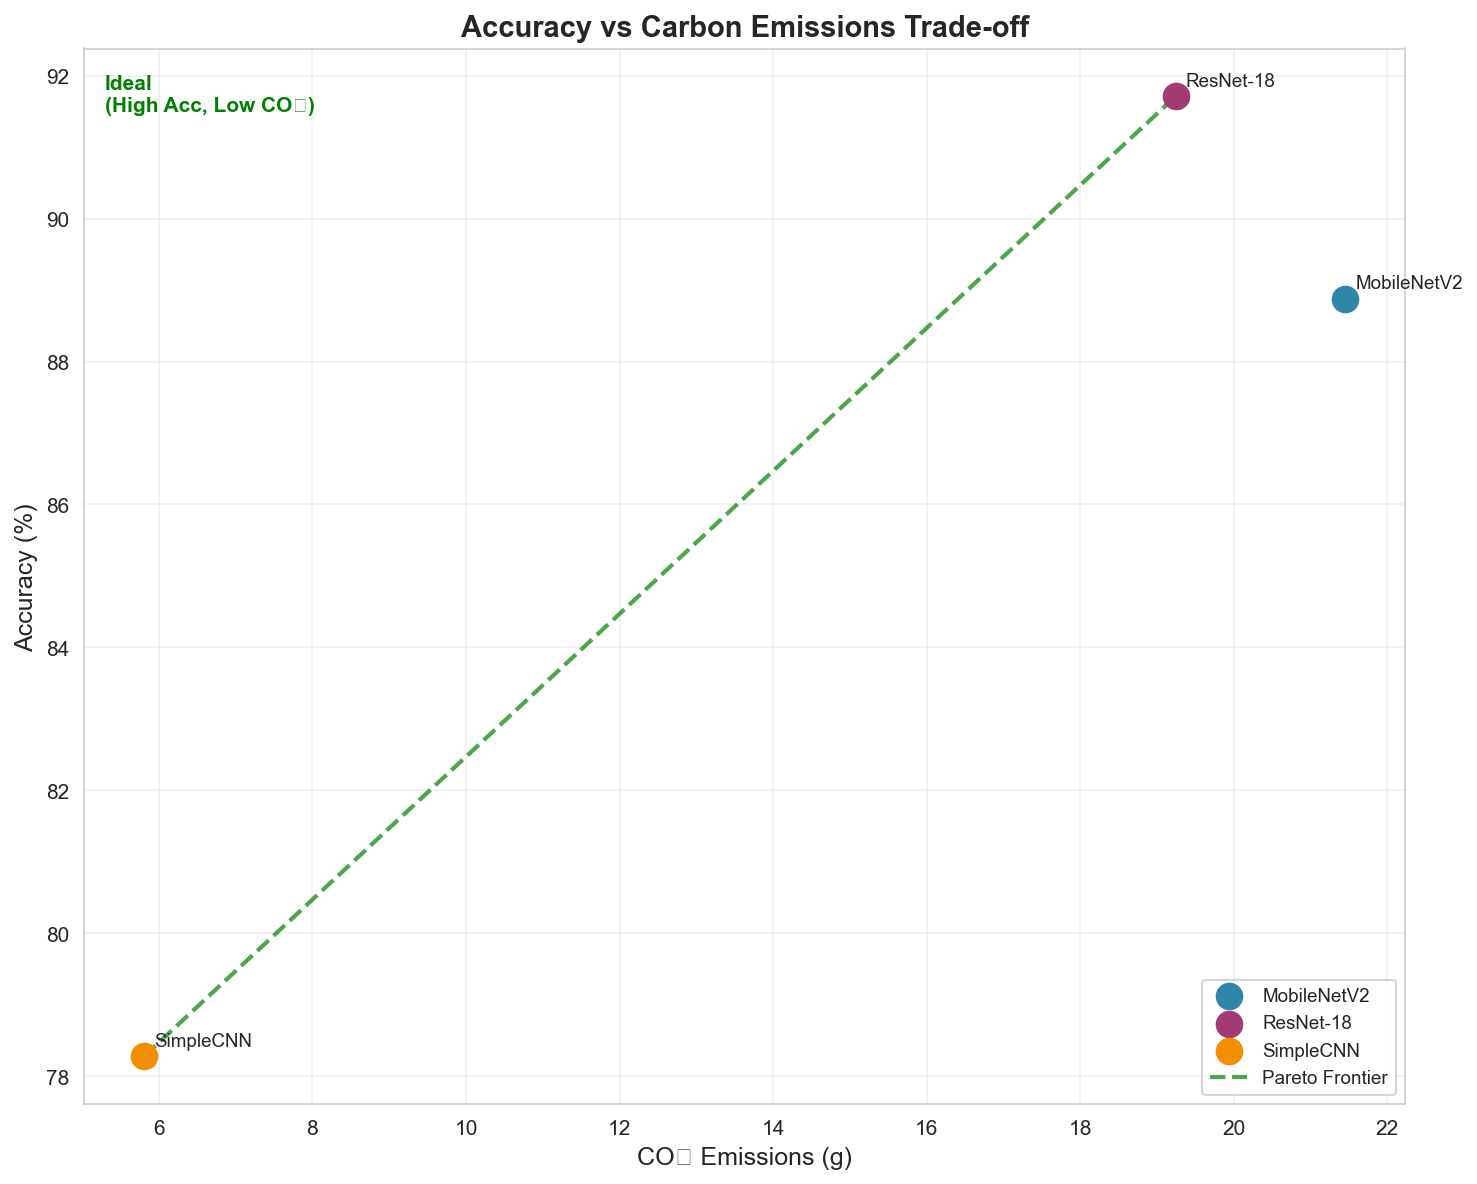 Accuracy vs Carbon Emissions Trade-off
Ideal
(High Acc, Low CO▯)
ResNet-18
MobileNetV2
SimpleCNN
Accuracy (%)
92
90
88
86
84
82
80
78
6 8 10 12 14 16 18 20 22
CO▯ Emissions (g)
MobileNetV2
ResNet-18
SimpleCNN
Pareto Frontier